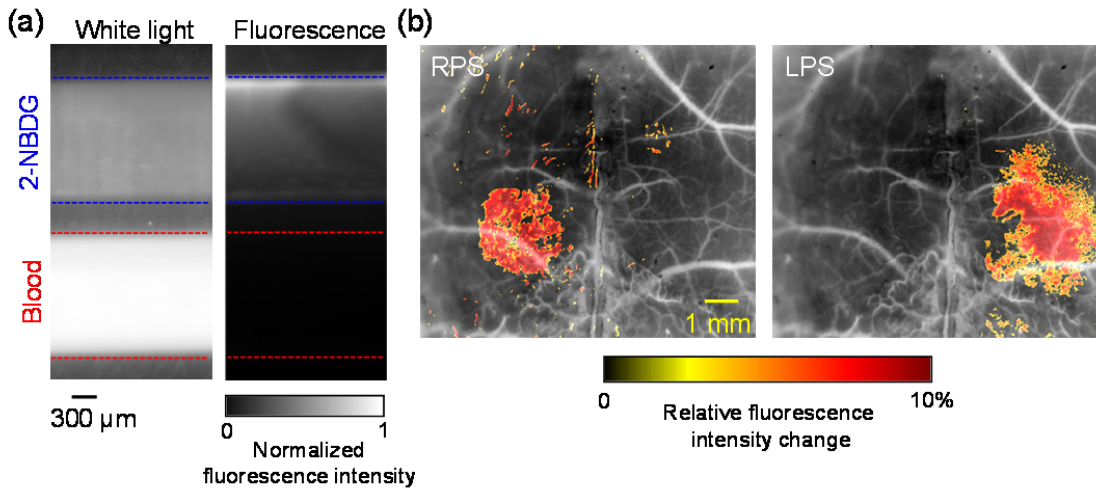 (a)
White light
Fluorescence
2-NBDG
Blood
300 μm
0
1
Normalized
fluorescence intensity
(b)
RPS
LPS
1 mm
0
10%
Relative fluorescence
intensity change